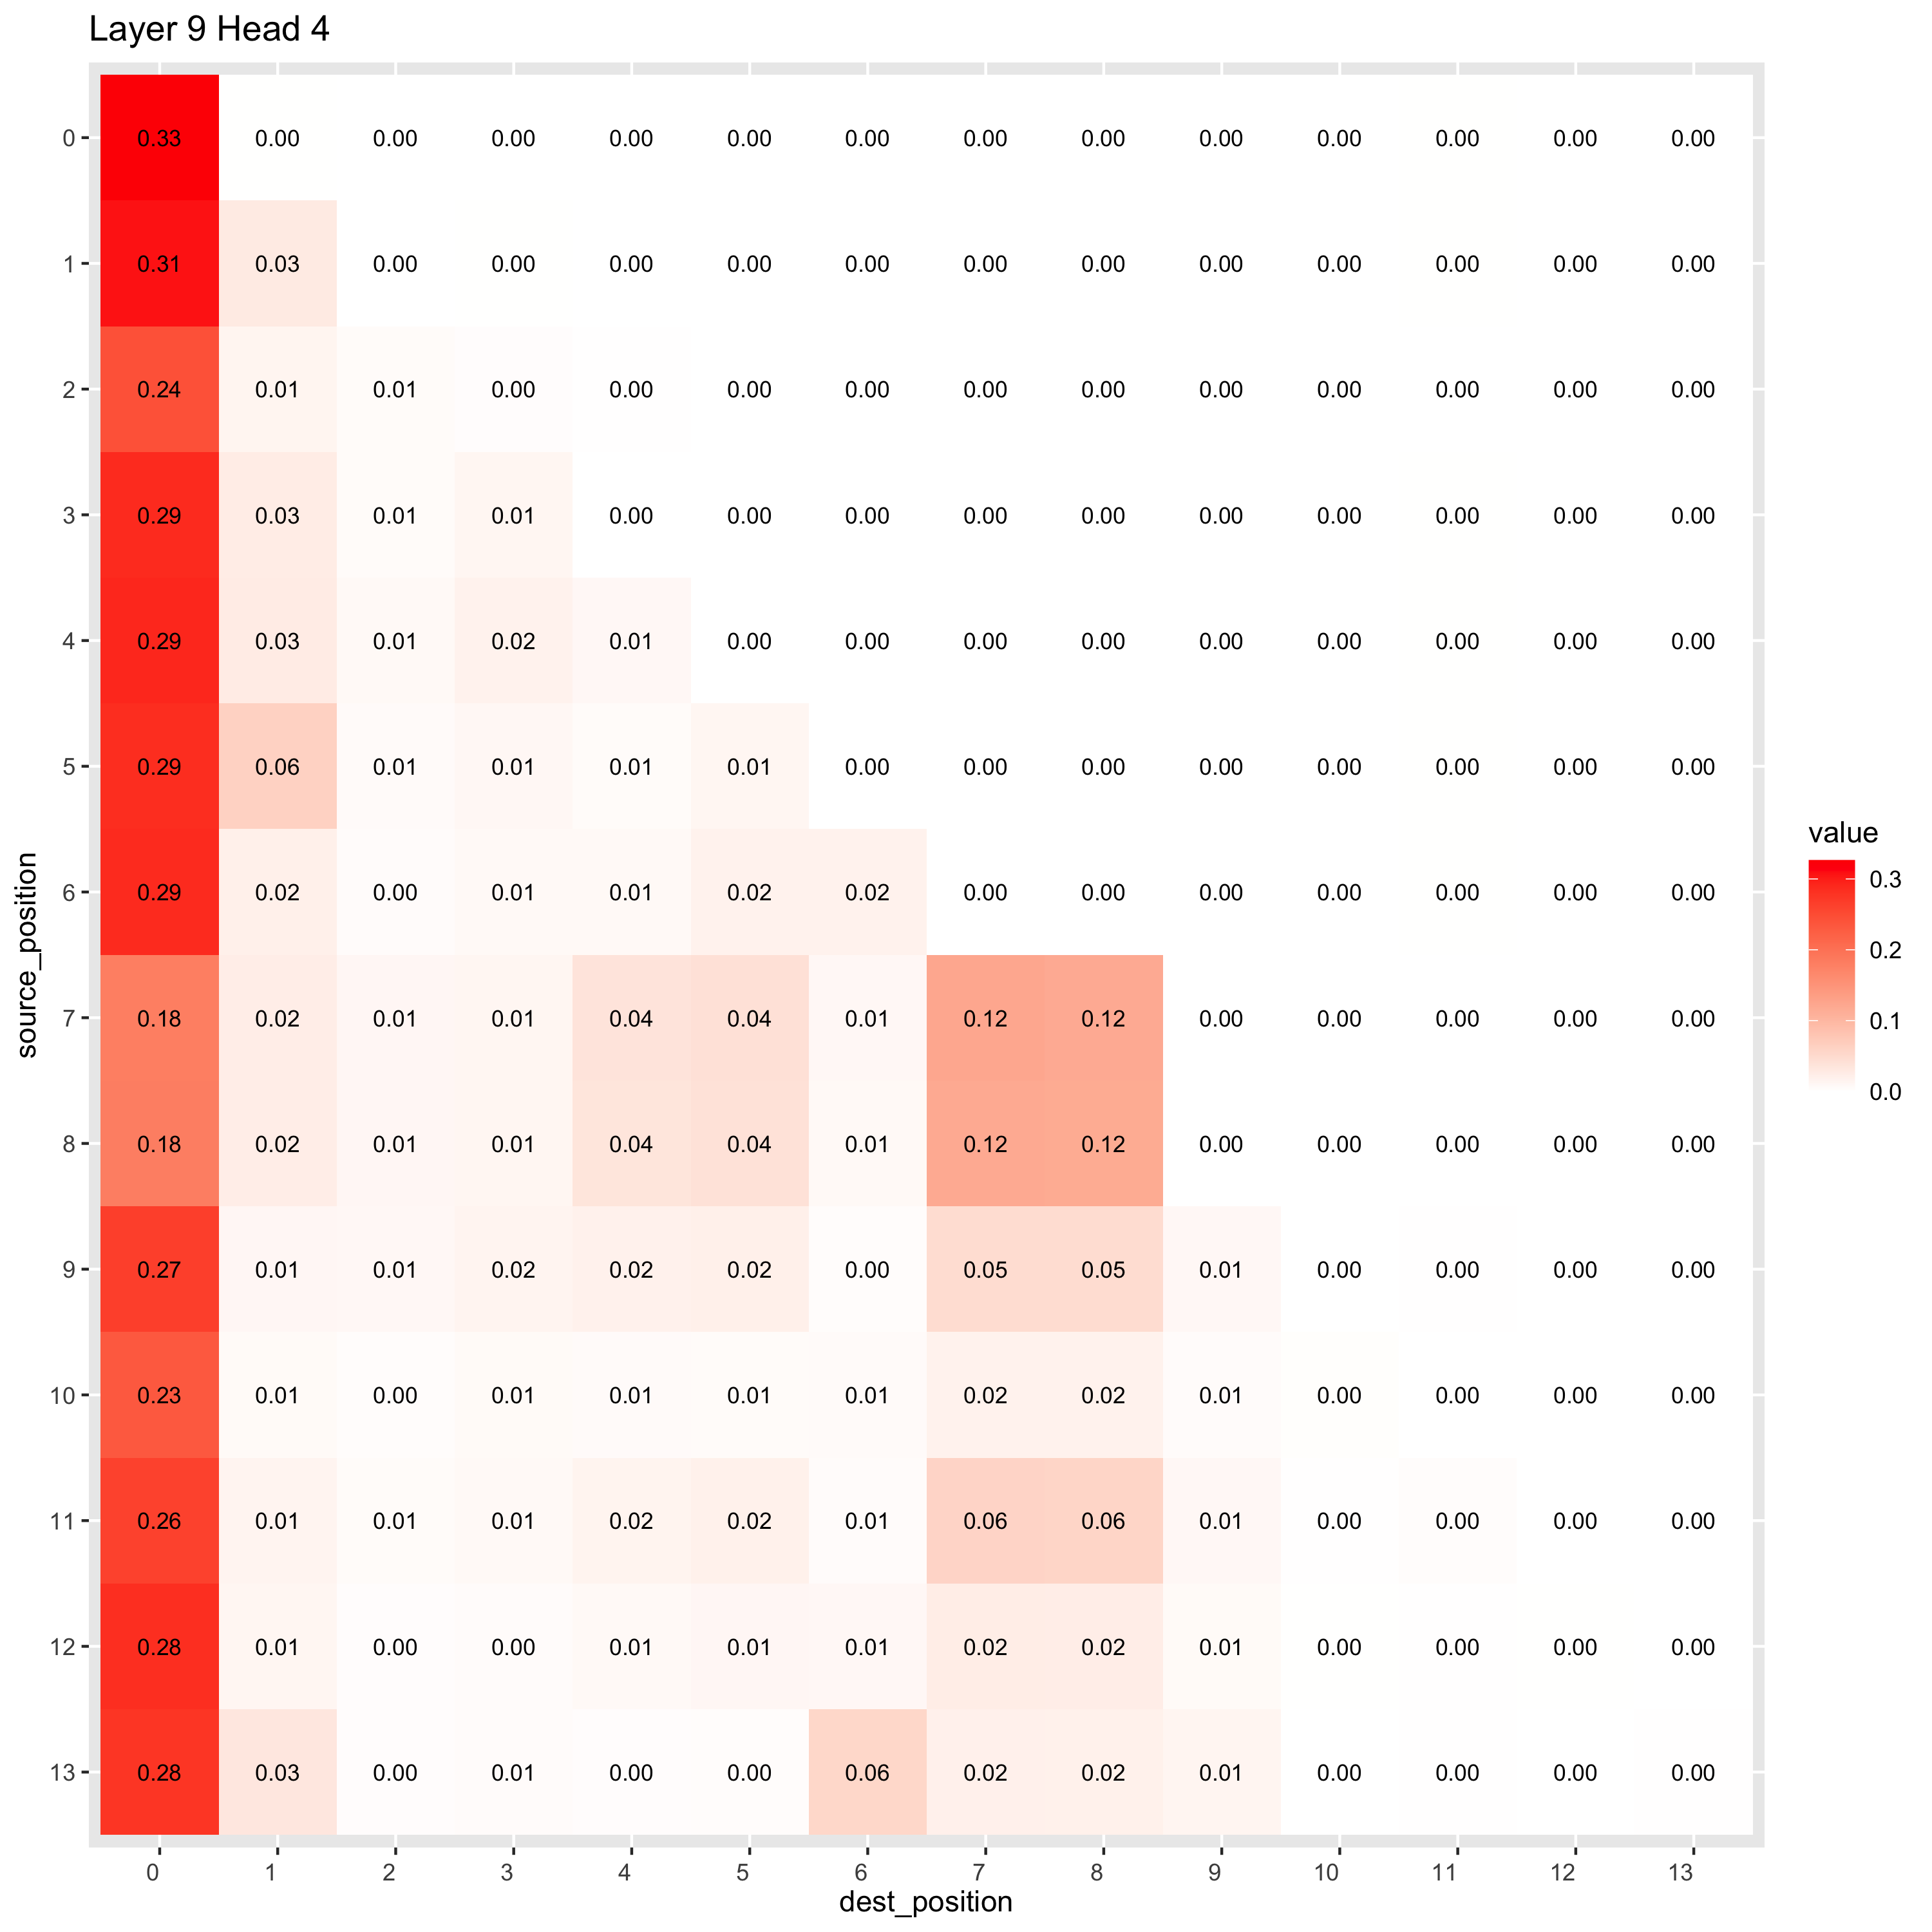 Layer 9 Head 4
0 0.33 0.00 0.00 0.00 0.00 0.00 0.00 0.00 0.00 0.00 0.00 0.00 0.00 0.00
1 0.31 0.03 0.00 0.00 0.00 0.00 0.00 0.00 0.00 0.00 0.00 0.00 0.00 0.00
2 0.24 0.01 0.01 0.00 0.00 0.00 0.00 0.00 0.00 0.00 0.00 0.00 0.00 0.00
3 0.29 0.03 0.01 0.01 0.00 0.00 0.00 0.00 0.00 0.00 0.00 0.00 0.00 0.00
4 0.29 0.03 0.01 0.02 0.01 0.00 0.00 0.00 0.00 0.00 0.00 0.00 0.00 0.00
5 0.29 0.06 0.01 0.01 0.01 0.01 0.00 0.00 0.00 0.00 0.00 0.00 0.00 0.00
6 0.29 0.02 0.00 0.01 0.01 0.02 0.02 0.00 0.00 0.00 0.00 0.00 0.00 0.00
7 0.18 0.02 0.01 0.01 0.04 0.04 0.01 0.12 0.12 0.00 0.00 0.00 0.00 0.00
8 0.18 0.02 0.01 0.01 0.04 0.04 0.01 0.12 0.12 0.00 0.00 0.00 0.00 0.00
9 0.27 0.01 0.01 0.02 0.02 0.02 0.00 0.05 0.05 0.01 0.00 0.00 0.00 0.00
10 0.23 0.01 0.00 0.01 0.01 0.01 0.01 0.02 0.02 0.01 0.00 0.00 0.00 0.00
11 0.26 0.01 0.01 0.01 0.02 0.02 0.01 0.06 0.06 0.01 0.00 0.00 0.00 0.00
12 0.28 0.01 0.00 0.00 0.01 0.01 0.01 0.02 0.02 0.01 0.00 0.00 0.00 0.00
13 0.28 0.03 0.00 0.01 0.00 0.00 0.06 0.02 0.02 0.01 0.00 0.00 0.00 0.00
0 1 2 3 4 5 6 7 8 9 10 11 12 13
dest_position
source_position
value
0.3
0.2
0.1
0.0